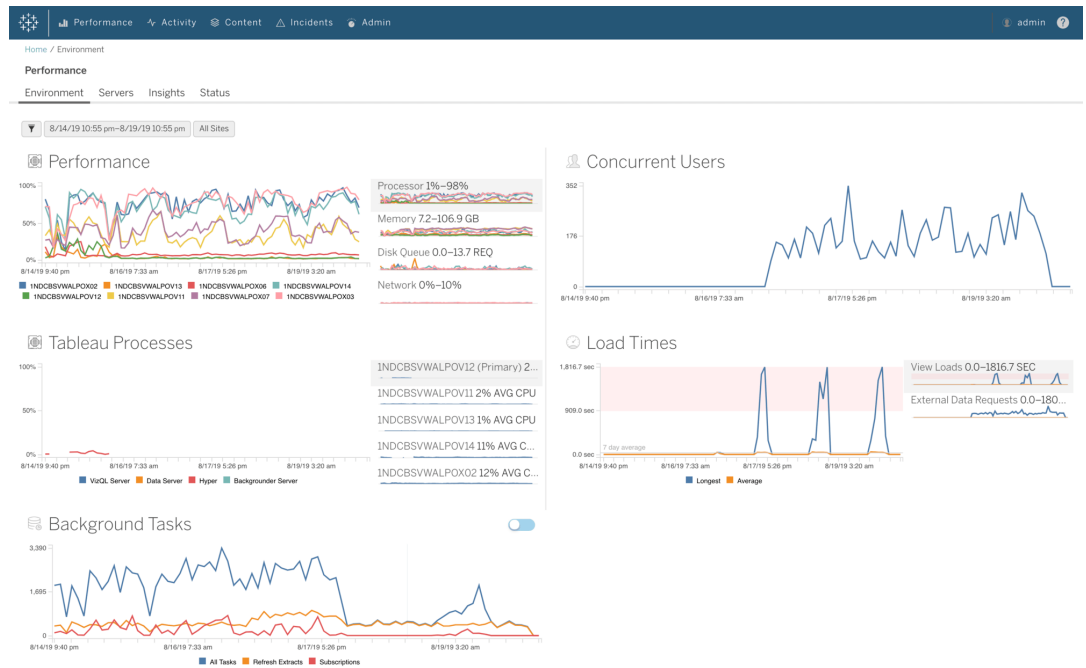 Performance Activity Content Incidents Admin admin ?
Home / Environment
Performance
Environment Servers Insights Status
8/14/19 10:55 pm–8/19/19 10:55 pm All Sites
Performance
100%
50%
0%
8/14/19 9:40 pm 8/16/19 7:33 am 8/17/19 5:26 pm 8/19/19 3:20 am
1NDCBSVWALPOX02 1NDCBSVWALPOV13 1NDCBSVWALPOX06 1NDCBSVWALPOV14
1NDCBSVWALPOV12 1NDCBSVWALPOV11 1NDCBSVWALPOX07 1NDCBSVWALPOX03
Processor 1%–98%
Memory 7.2–106.9 GB
Disk Queue 0.0–13.7 REQ
Network 0%–10%
Concurrent Users
352
176
0
8/14/19 9:40 pm 8/16/19 7:33 am 8/17/19 5:26 pm 8/19/19 3:20 am
Tableau Processes
100%
50%
0%
8/14/19 9:40 pm 8/16/19 7:33 am 8/17/19 5:26 pm 8/19/19 3:20 am
VizQL Server Data Server Hyper Backgrounder Server
1NDCBSVWALPOV12 (Primary) 2...
1NDCBSVWALPOV11 2% AVG CPU
1NDCBSVWALPOV13 1% AVG CPU
1NDCBSVWALPOV14 11% AVG C...
1NDCBSVWALPOX02 12% AVG C...
Load Times
1,816.7 sec
909.0 sec
7 day average
0.0 sec
8/14/19 9:40 pm 8/16/19 7:33 am 8/17/19 5:26 pm 8/19/19 3:20 am
Longest Average
View Loads 0.0–1816.7 SEC
External Data Requests 0.0–180...
Background Tasks
3,390
1,695
0
8/14/19 9:40 pm 8/16/19 7:33 am 8/17/19 5:26 pm 8/19/19 3:20 am
All Tasks Refresh Extracts Subscriptions